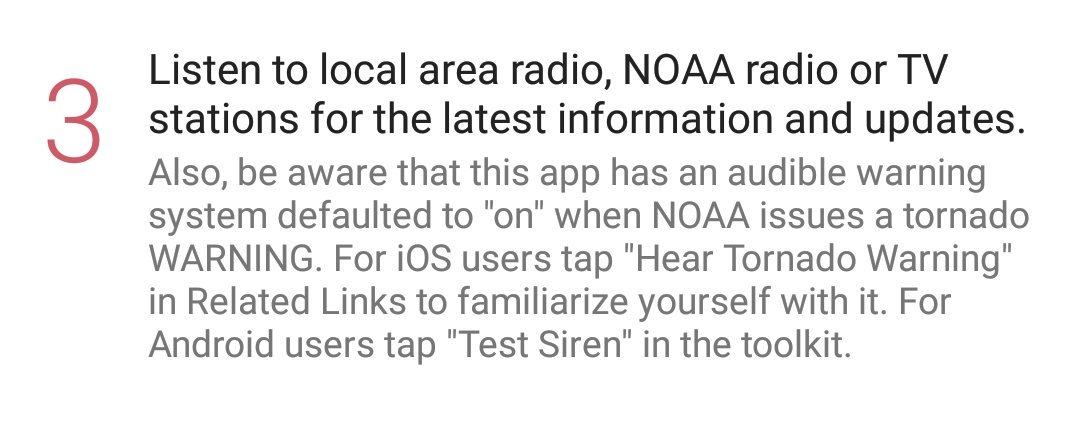 3
Listen to local area radio, NOAA radio or TV
stations for the latest information and updates.
Also, be aware that this app has an audible warning
system defaulted to "on" when NOAA issues a tornado
WARNING. For iOS users tap "Hear Tornado Warning"
in Related Links to familiarize yourself with it. For
Android users tap "Test Siren" in the toolkit.